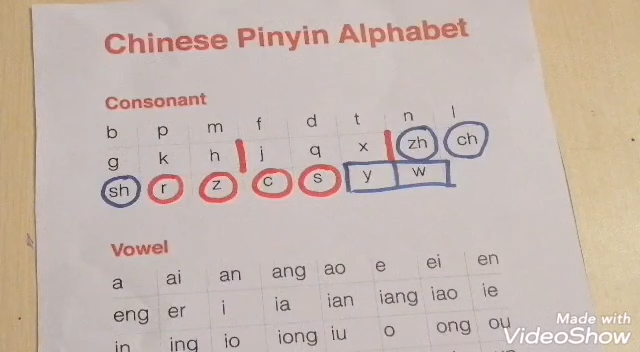 Chinese Pinyin Alphabet
Consonant
b p m f d t n l
g k h j q x zh ch
sh r z c s y w
Vowel
a ai an ang ao e ei en
eng er i ia ian iang iao ie
in ing io iong iu o ong ou
Made with
VideoShow